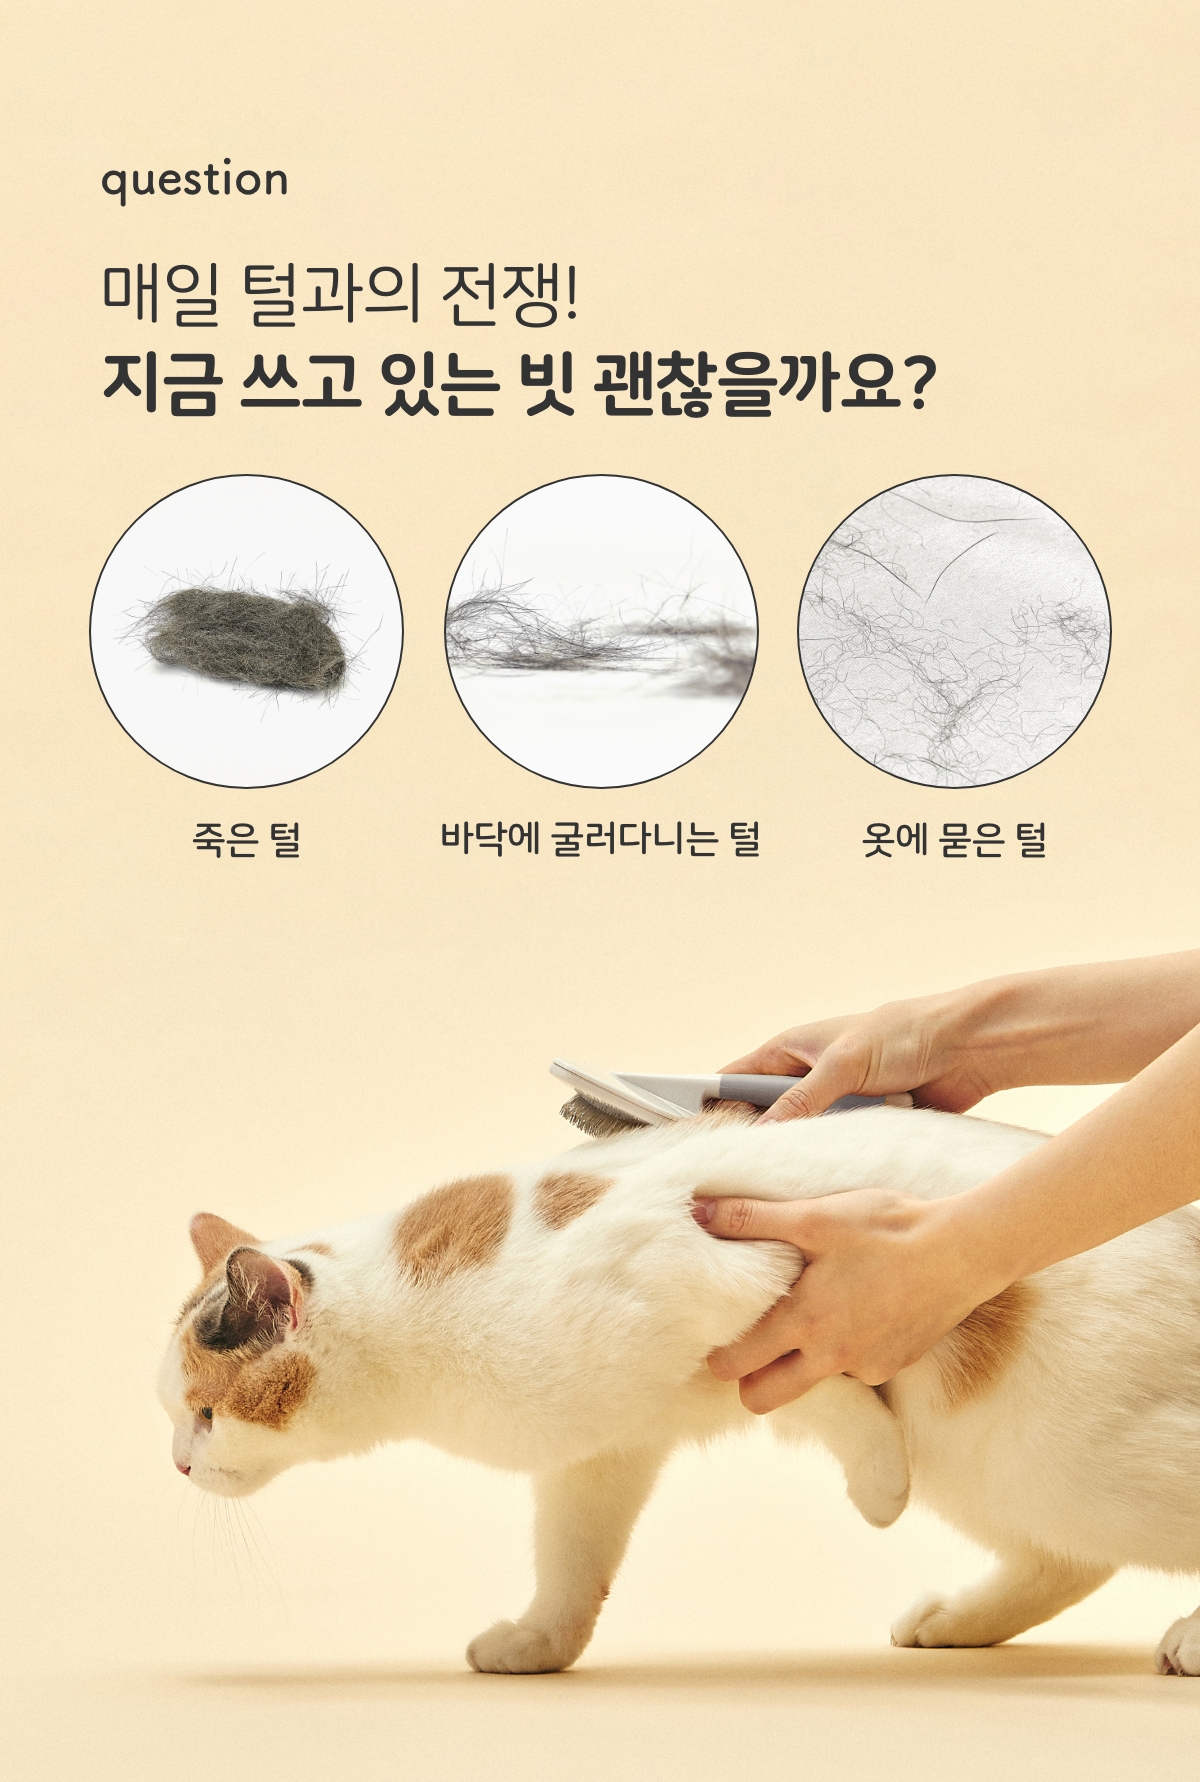 question
매일 털과의 전쟁!
지금 쓰고 있는 빗 괜찮을까요?
죽은 털
바닥에 굴러다니는 털
옷에 묻은 털